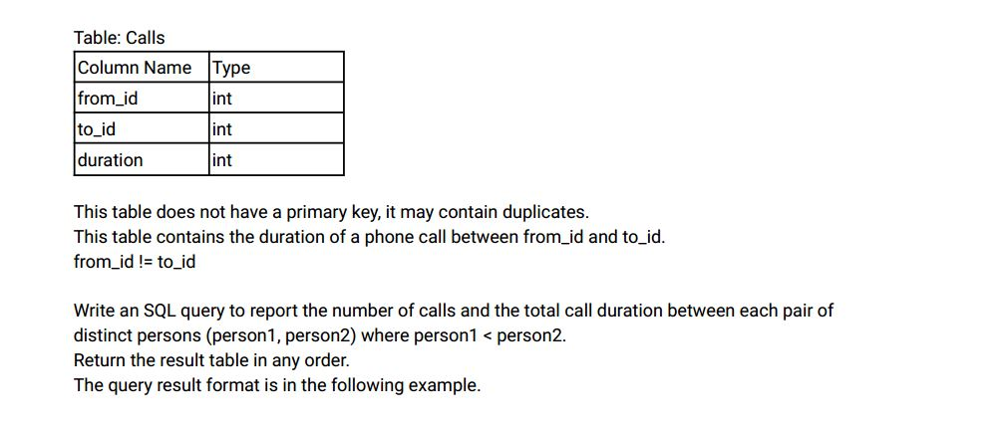 Table: Calls
Column Name Type
from_id int
to_id int
duration int
This table does not have a primary key, it may contain duplicates.
This table contains the duration of a phone call between from_id and to_id.
from_id != to_id
Write an SQL query to report the number of calls and the total call duration between each pair of
distinct persons (person1, person2) where person1 < person2.
Return the result table in any order.
The query result format is in the following example.